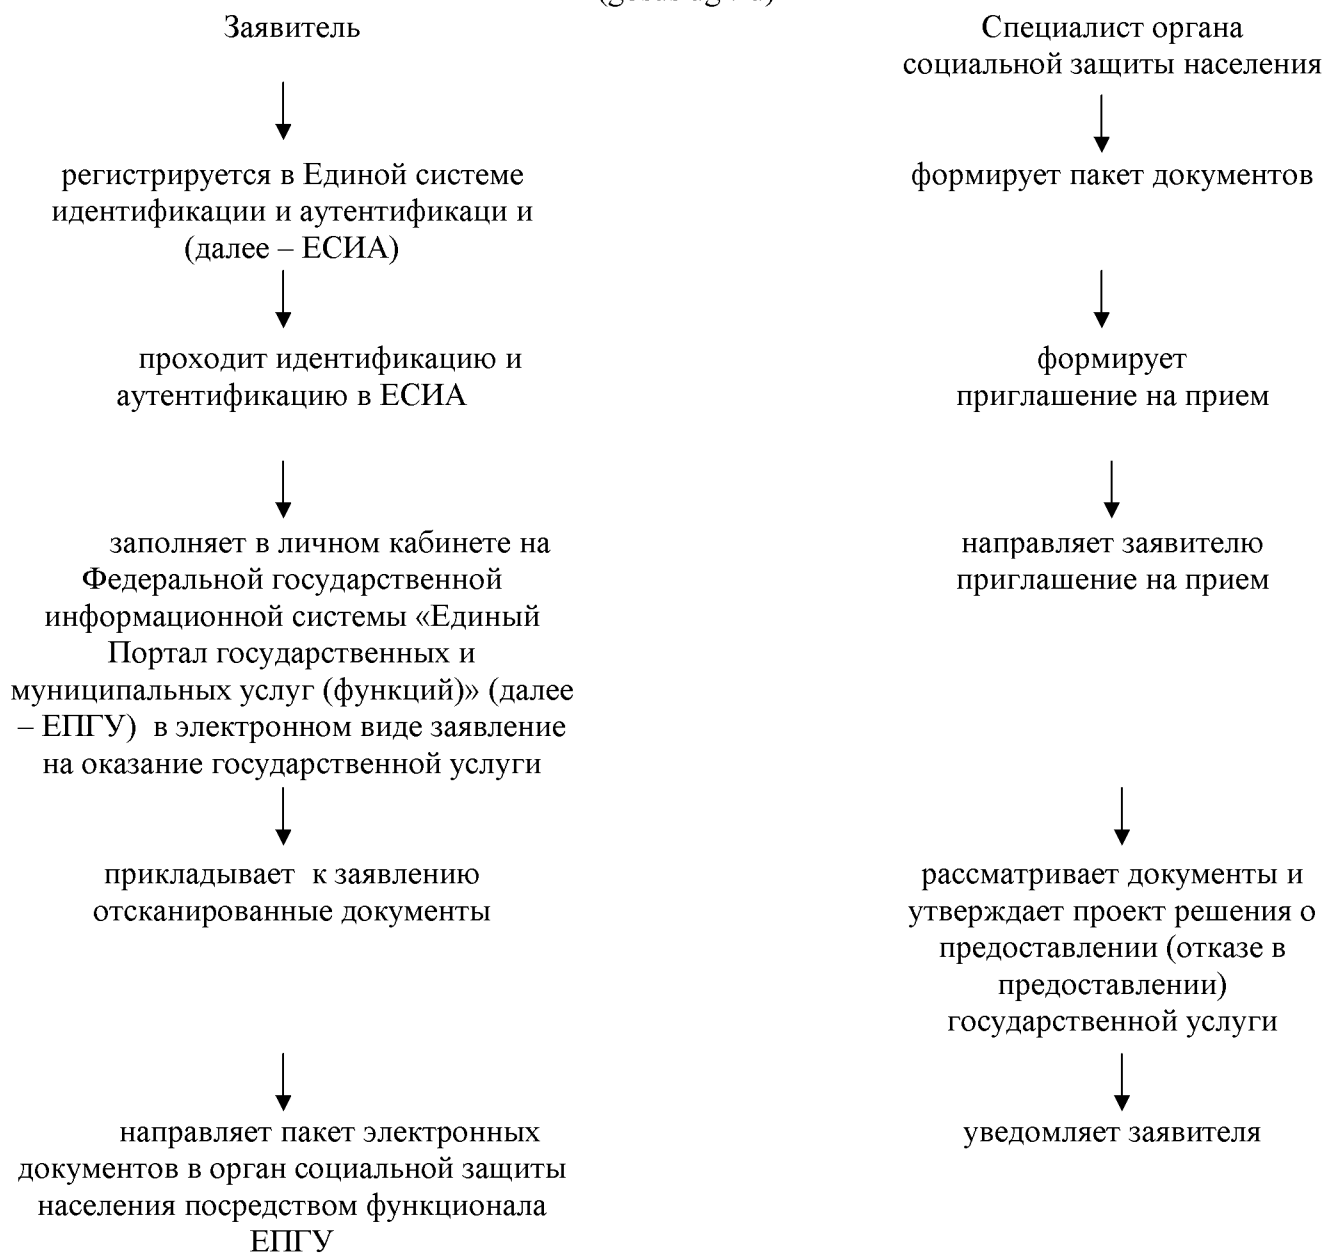 Заявитель
регистрируется в Единой системе
идентификации и аутентификаци и
(далее – ЕСИА)
проходит идентификацию и
аутентификацию в ЕСИА
заполняет в личном кабинете на
Федеральной государственной
информационной системы «Единый
Портал государственных и
муниципальных услуг (функций)» (далее
– ЕПГУ) в электронном виде заявление
на оказание государственной услуги
прикладывает к заявлению
отсканированные документы
направляет пакет электронных
документов в орган социальной защиты
населения посредством функционала
ЕПГУ
Специалист органа
социальной защиты населения
формирует пакет документов
формирует
приглашение на прием
направляет заявителю
приглашение на прием
рассматривает документы и
утверждает проект решения о
предоставлении (отказе в
предоставлении)
государственной услуги
уведомляет заявителя